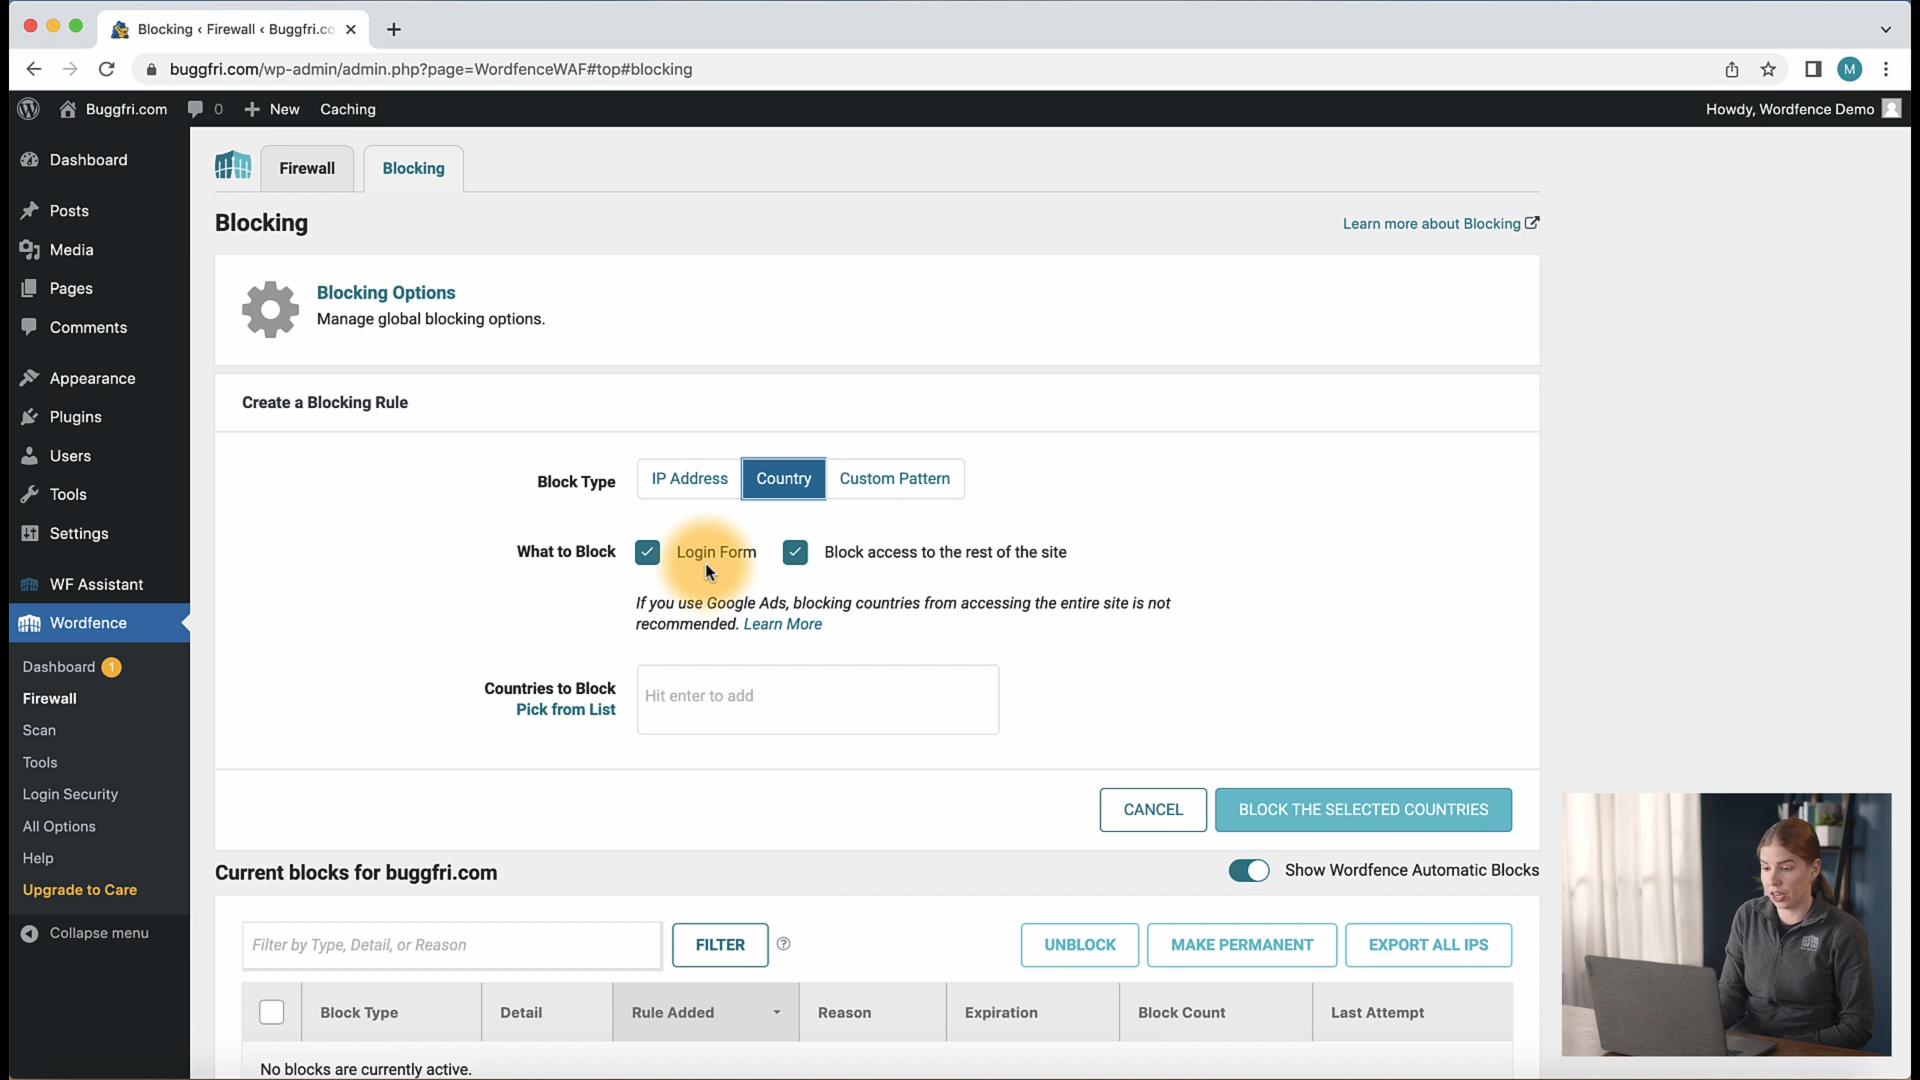 Blocking ‹ Firewall ‹ Buggfri.co
buggfri.com/wp-admin/admin.php?page=WordfenceWAF#top#blocking
M
Buggfri.com
0
New
Caching
Howdy, Wordfence Demo
Dashboard
Posts
Media
Pages
Comments
Appearance
Plugins
Users
Tools
Settings
WF Assistant
Wordfence
Dashboard 1
Firewall
Scan
Tools
Login Security
All Options
Help
Upgrade to Care
Collapse menu
Firewall
Blocking
Blocking
Learn more about Blocking
Blocking Options
Manage global blocking options.
Create a Blocking Rule
Block Type
IP Address
Country
Custom Pattern
What to Block
Login Form
Block access to the rest of the site
If you use Google Ads, blocking countries from accessing the entire site is not
recommended. Learn More
Countries to Block
Pick from List
Hit enter to add
CANCEL
BLOCK THE SELECTED COUNTRIES
Current blocks for buggfri.com
Show Wordfence Automatic Blocks
Filter by Type, Detail, or Reason
FILTER
?
UNBLOCK
MAKE PERMANENT
EXPORT ALL IPS
Block Type
Detail
Rule Added
Reason
Expiration
Block Count
Last Attempt
No blocks are currently active.